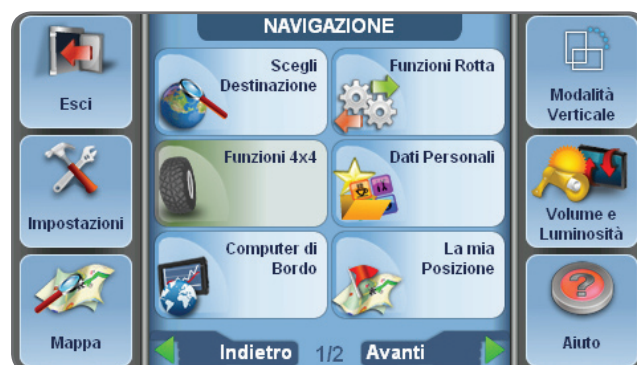 NAVIGAZIONE
Esci
Scegli
Destinazione
Funzioni Rotta
Modalità
Verticale
Impostazioni
Funzioni 4x4
Dati Personali
Volume e
Luminosità
Mappa
Computer di
Bordo
La mia
Posizione
Aiuto
Indietro 1/2 Avanti